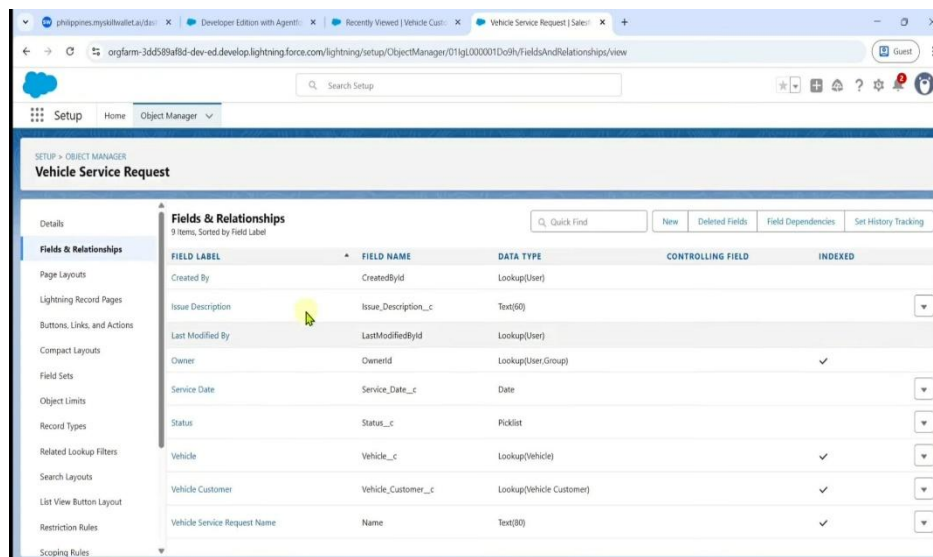 philippines.myskillwallet.ai/das
Developer Edition with Agentfo
Recently Viewed | Vehicle Custo
Vehicle Service Request | Salesf
orgfarm-3dd589af8d-dev-ed.develop.lightning.force.com/lightning/setup/ObjectManager/01IgL000001Do9h/FieldsAndRelationships/view
Guest
Search Setup
Setup
Home
Object Manager
SETUP > OBJECT MANAGER
Vehicle Service Request
Details
Fields & Relationships
Page Layouts
Lightning Record Pages
Buttons, Links, and Actions
Compact Layouts
Field Sets
Object Limits
Record Types
Related Lookup Filters
Search Layouts
List View Button Layout
Restriction Rules
Scoping Rules
Fields & Relationships
9 Items, Sorted by Field Label
Quick Find
New
Deleted Fields
Field Dependencies
Set History Tracking
FIELD LABEL FIELD NAME DATA TYPE CONTROLLING FIELD INDEXED
Created By CreatedById Lookup(User)
Issue Description Issue_Description__c Text(60)
Last Modified By LastModifiedById Lookup(User)
Owner OwnerId Lookup(User,Group)
Service Date Service_Date__c Date
Status Status__c Picklist
Vehicle Vehicle__c Lookup(Vehicle)
Vehicle Customer Vehicle_Customer__c Lookup(Vehicle Customer)
Vehicle Service Request Name Name Text(80)